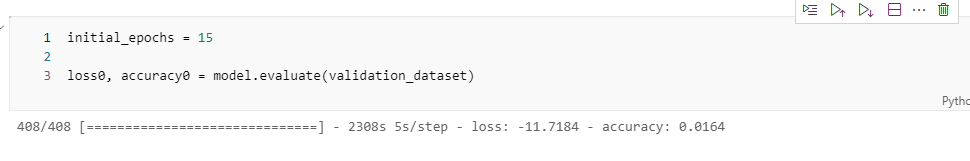 1 initial_epochs = 15
2
3 loss0, accuracy0 = model.evaluate(validation_dataset)
Pytho
408/408 [==============================] - 2308s 5s/step - loss: -11.7184 - accuracy: 0.0164